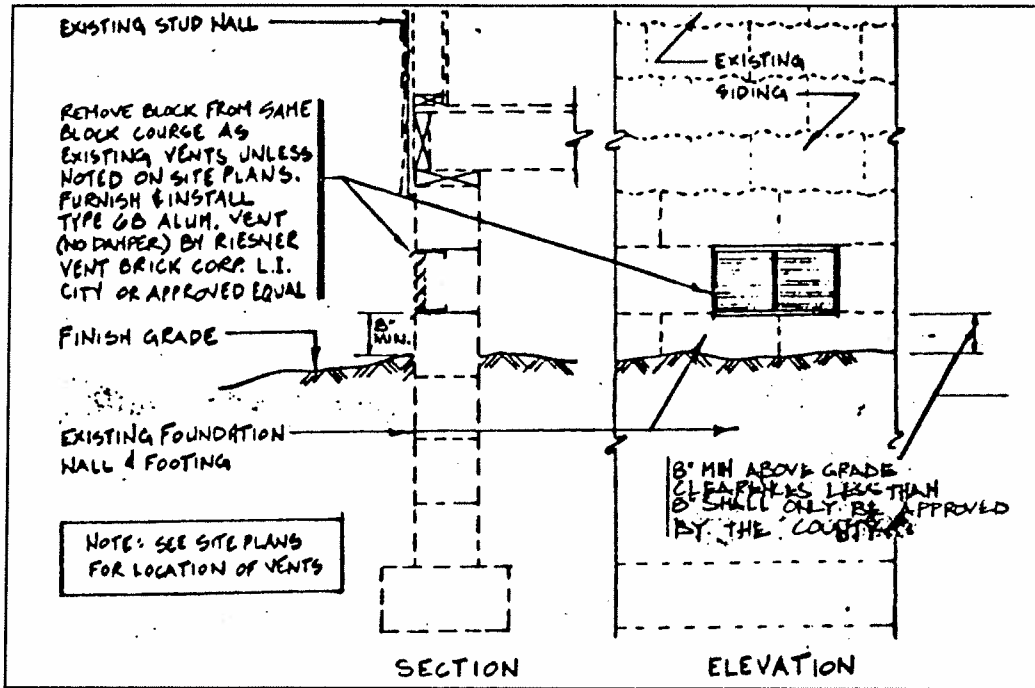 EXISTING STUD WALL
REMOVE BLOCK FROM SAME
BLOCK COURSE AS
EXISTING VENTS UNLESS
NOTED ON SITE PLANS.
FURNISH & INSTALL
TYPE 6B ALUM. VENT
(NO DAMPER) BY RIESNER
VENT BRICK CORP. L.I.
CITY OR APPROVED EQUAL
FINISH GRADE
8" MIN.
EXISTING FOUNDATION
WALL & FOOTING
NOTE: SEE SITE PLANS
FOR LOCATION OF VENTS
SECTION
EXISTING
SIDING
8" MIN ABOVE GRADE
CLEARENCES LESS THAN
8" SHALL ONLY BE APPROVED
BY THE
ELEVATION